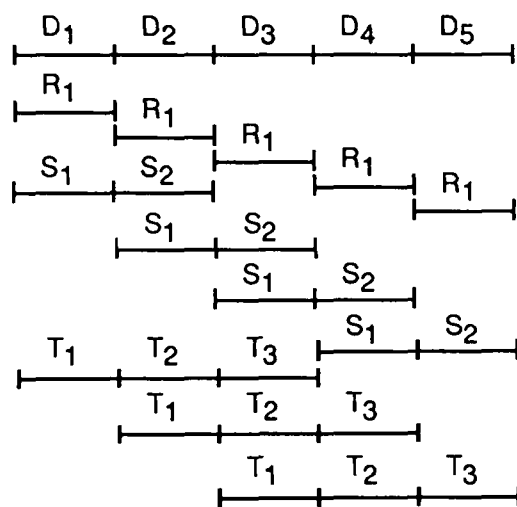 D₁ D₂ D₃ D₄ D₅
R₁
R₁
R₁
R₁
R₁
S₁ S₂
S₁ S₂
S₁ S₂
S₁ S₂
T₁ T₂ T₃
T₁ T₂ T₃
T₁ T₂ T₃